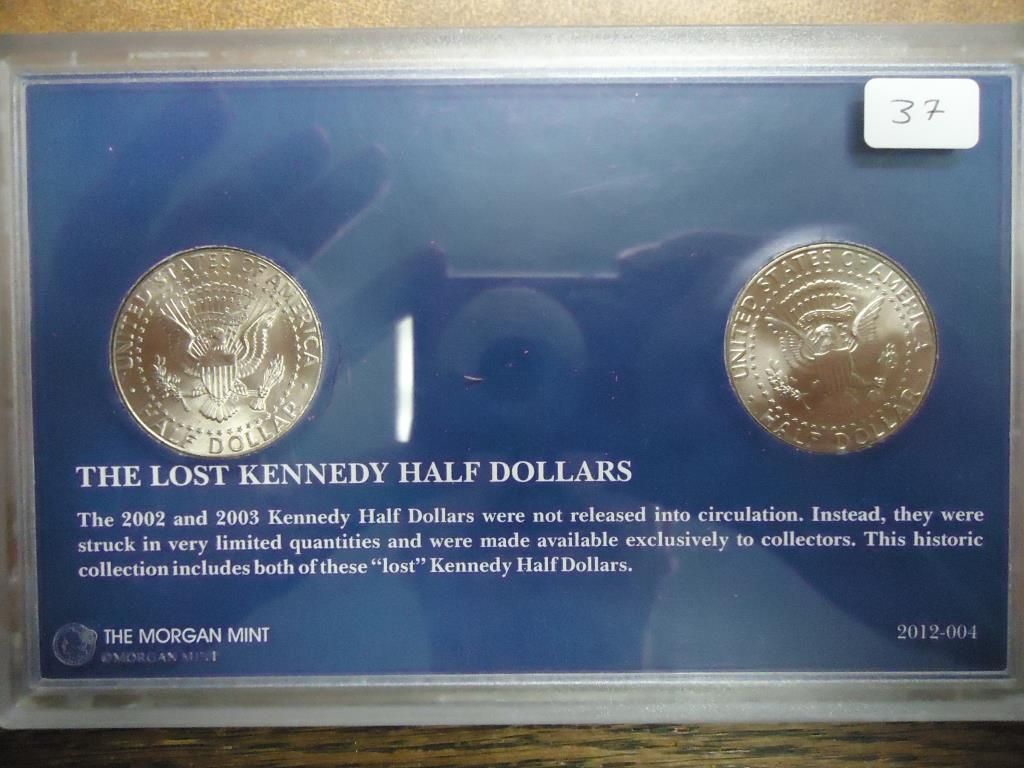 37
UNITED STATES OF AMERICA
HALF DOLLAR
UNITED STATES OF AMERICA
HALF DOLLAR
THE LOST KENNEDY HALF DOLLARS
The 2002 and 2003 Kennedy Half Dollars were not released into circulation. Instead, they were
struck in very limited quantities and were made available exclusively to collectors. This historic
collection includes both of these “lost” Kennedy Half Dollars.
THE MORGAN MINT
©MORGAN MINT
2012-004